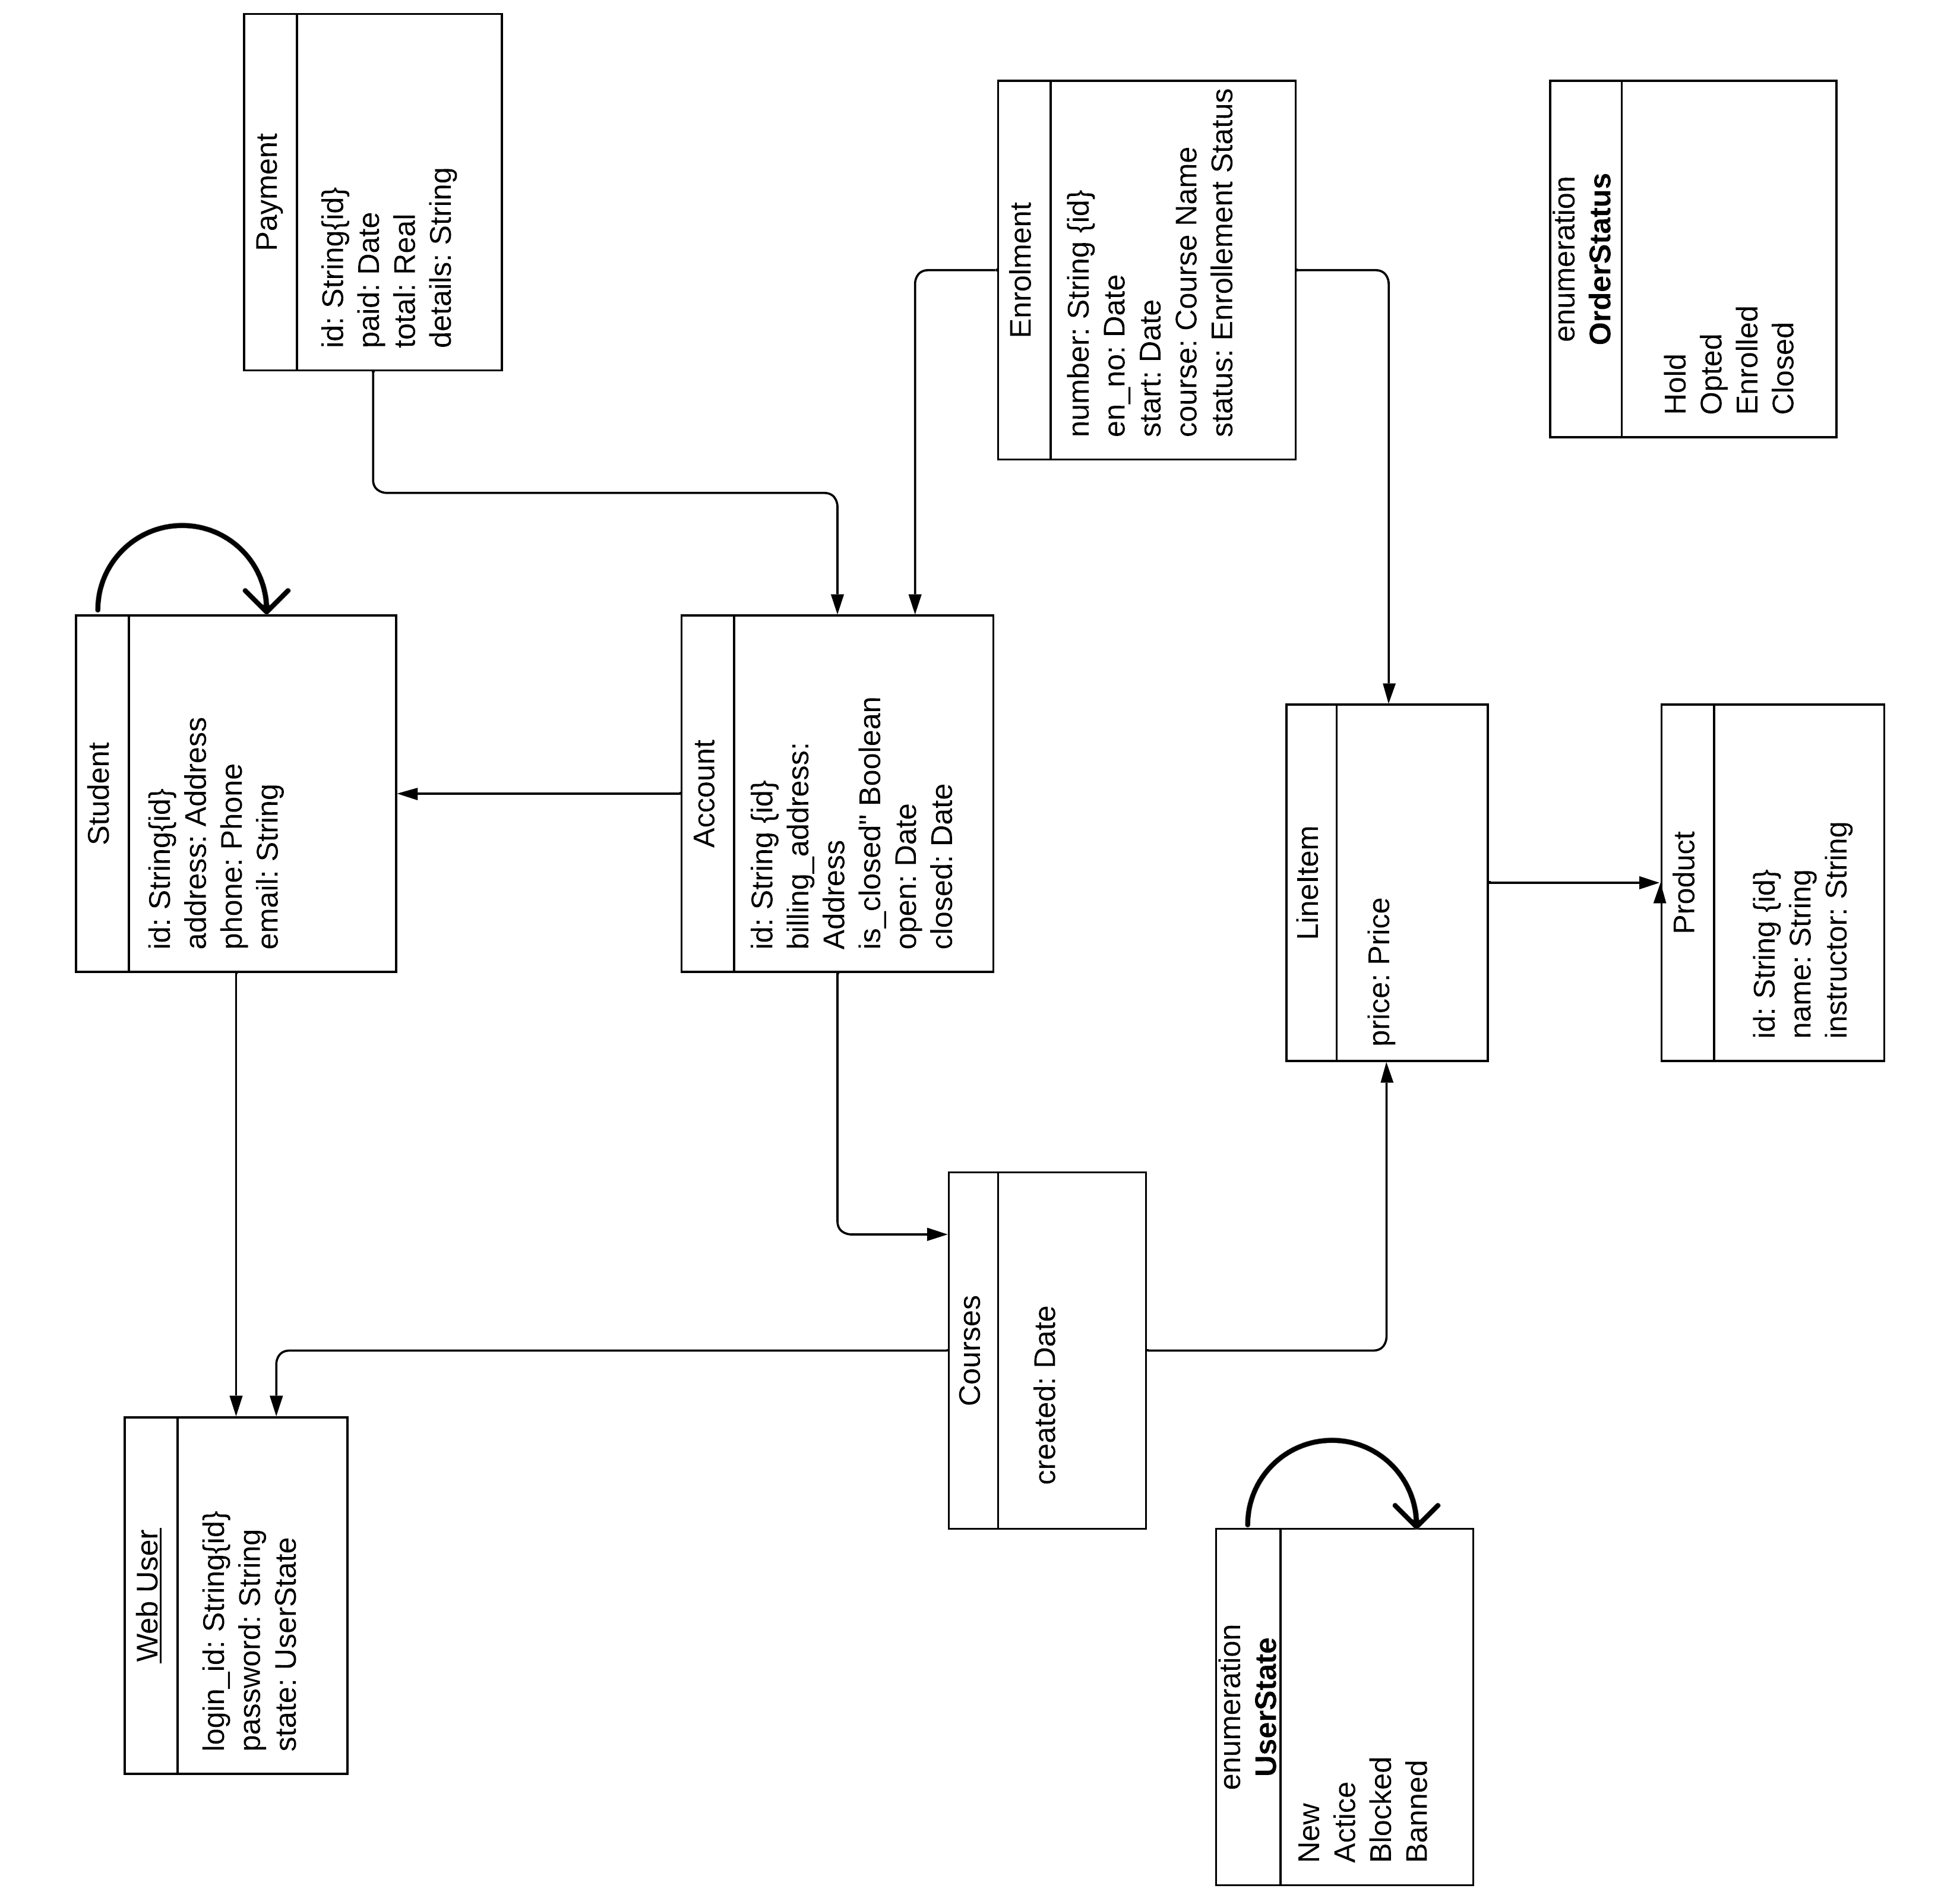 Web User
login_id: String{id}
password: String
state: UserState
Student
id: String{id}
address: Address
phone: Phone
email: String
Payment
id: String{id}
paid: Date
total: Real
details: String
Account
id: String {id}
billing_address:
Address
is_closed" Boolean
open: Date
closed: Date
Courses
created: Date
Enrolment
number: String {id}
en_no: Date
start: Date
course: Course Name
status: Enrollement Status
enumeration
UserState
New
Actice
Blocked
Banned
LineItem
price: Price
enumeration
OrderStatus
Hold
Opted
Enrolled
Closed
Product
id: String {id}
name: String
instructor: String